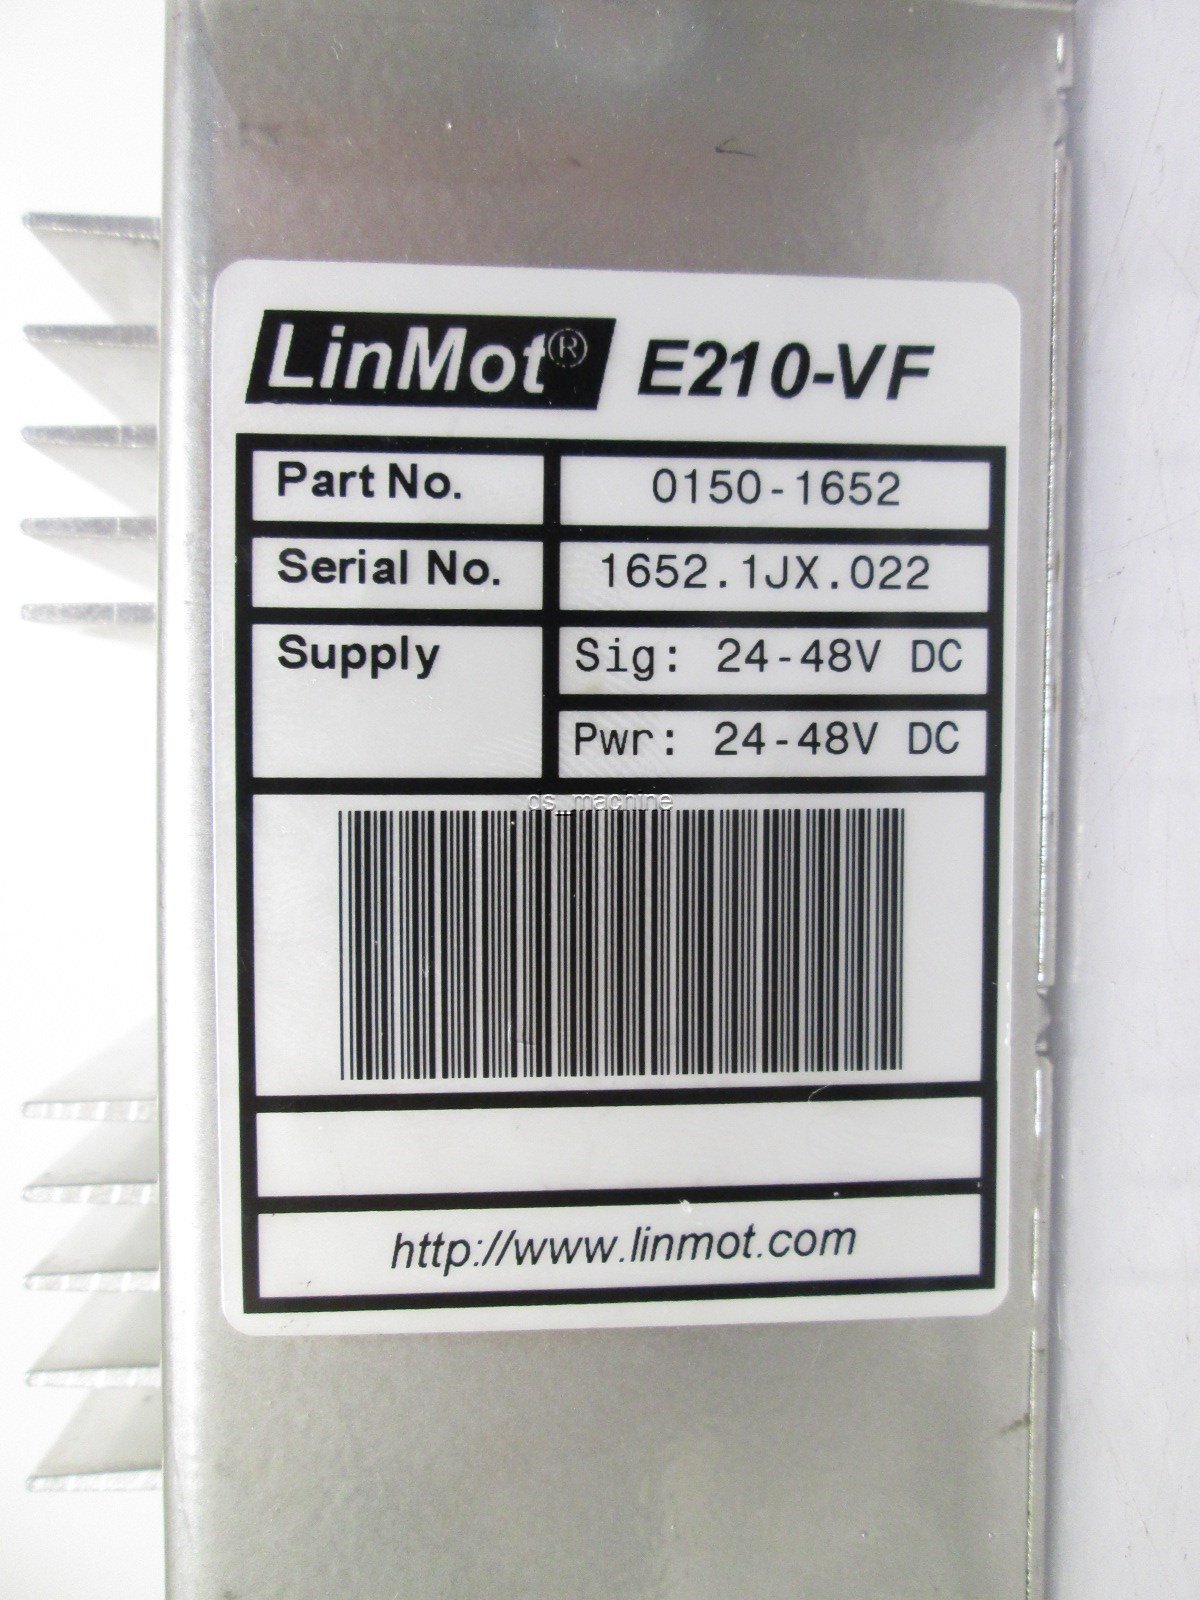 LinMot® E210-VF
Part No. 0150-1652
Serial No. 1652.1JX.022
Supply Sig: 24-48V DC
Pwr: 24-48V DC
ds_machine
http://www.linmot.com